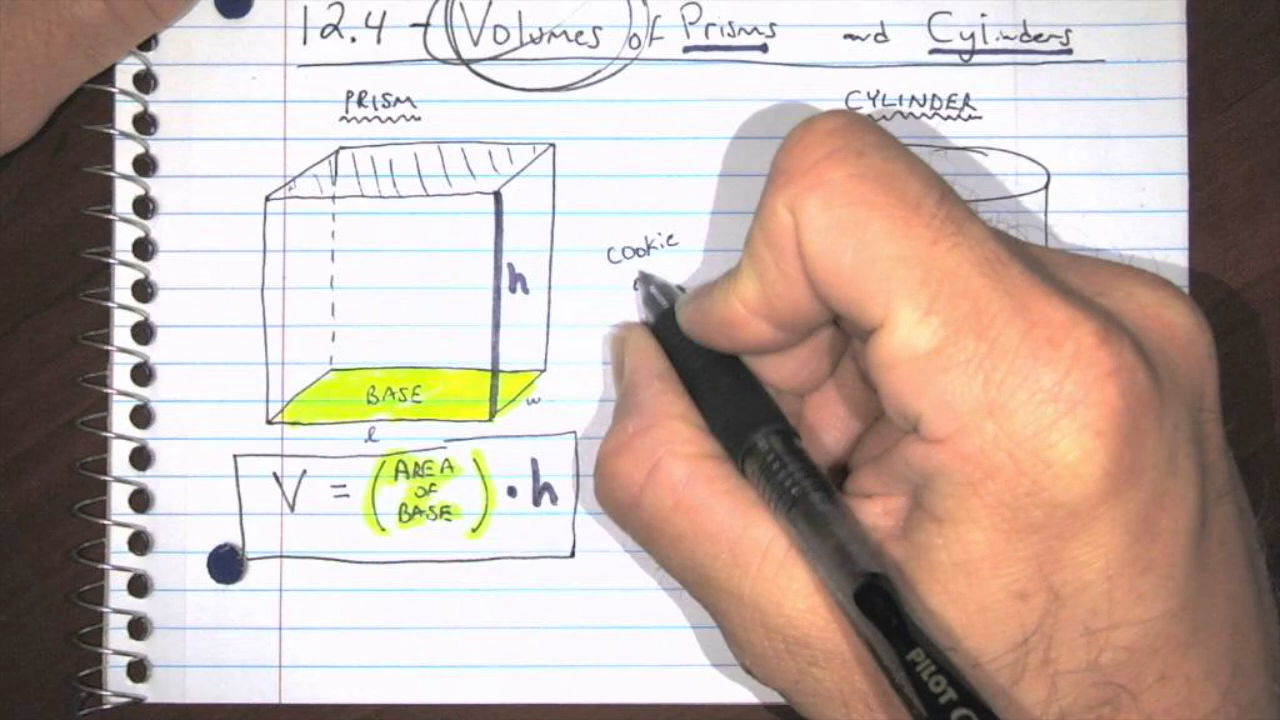 12.4 - Volumes of Prisms and Cylinders
PRISM
CYLINDER
cookie
h
BASE
w
l
V = (AREA OF BASE) · h
PILOT G